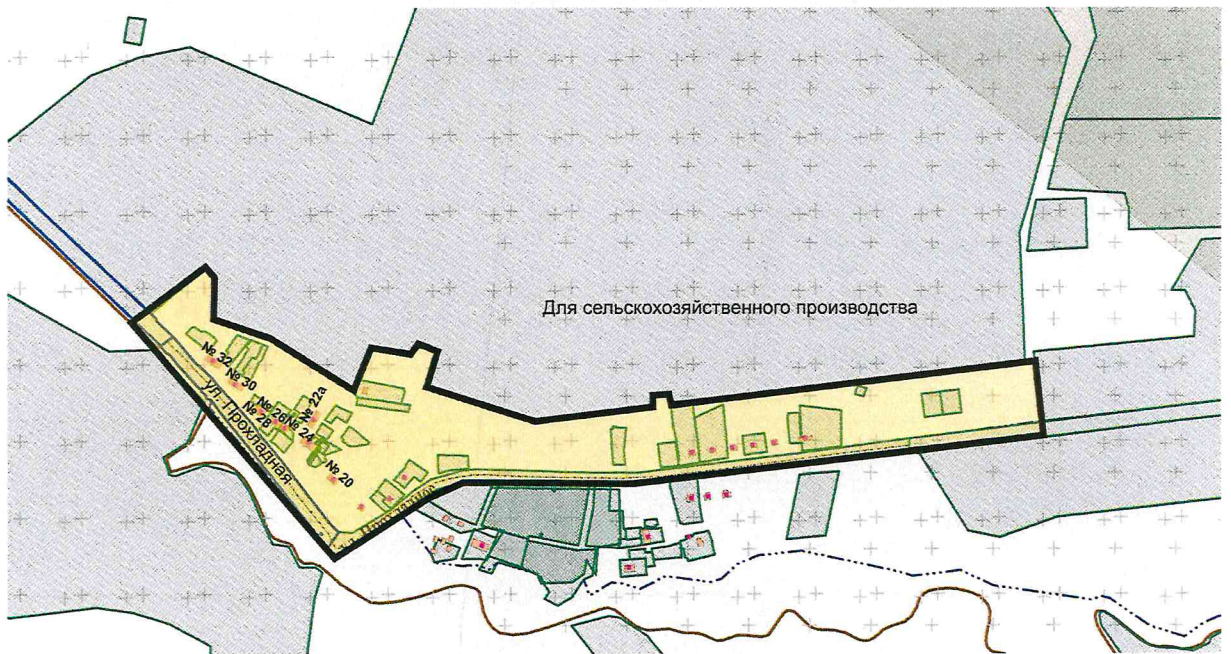 Для сельскохозяйственного производства
№ 32
№ 30
№ 22а
№ 26
№ 28
№ 24
ул. Прохладная
№ 20